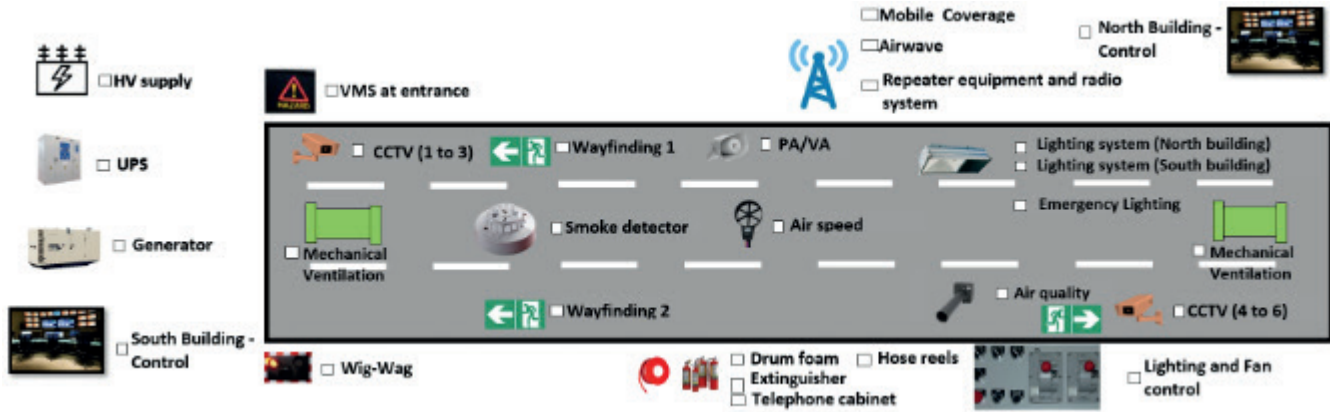 Mobile Coverage
Airwave
Repeater equipment and radio
system
North Building -
Control
HV supply
HAZARD
VMS at entrance
UPS
CCTV (1 to 3)
Wayfinding 1
PA/VA
Lighting system (North building)
Lighting system (South building)
Emergency Lighting
Generator
Mechanical
Ventilation
Smoke detector
Air speed
Mechanical
Ventilation
Wayfinding 2
Air quality
CCTV (4 to 6)
South Building -
Control
Wig-Wag
Drum foam
Hose reels
Extinguisher
Telephone cabinet
Lighting and Fan
control